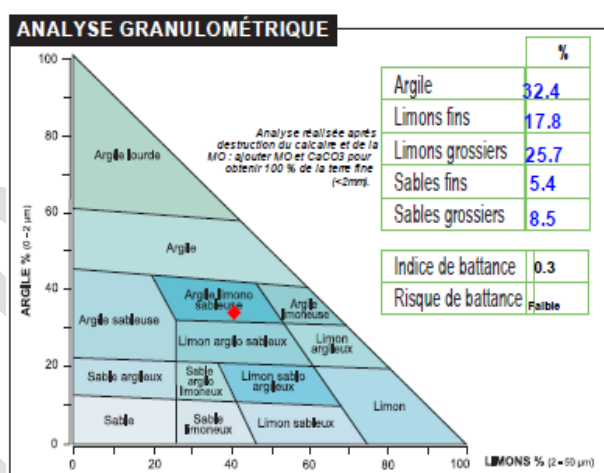 ANALYSE GRANULOMÉTRIQUE
%
Argile 32.4
Limons fins 17.8
Limons grossiers 25.7
Sables fins 5.4
Sables grossiers 8.5
Indice de battance 0.3
Risque de battance Faible
Analyse réalisée après
destruction du calcaire et de la
MO : ajouter MO et CaCO3 pour
obtenir 100 % de la terre fine
(<2mm).
ARGILE % (0-2 µm)
100
80
60
40
20
0
Argile lourde
Argile
Argile limono
sableuse
Argile
limoneuse
Argile sableuse
Limon argilo sableux
Limon
argileux
Sable argileux
Sable
argilo
limoneux
Limon sablo
argileux
Limon
Sable
Sable
limoneux
Limon sableux
0 20 40 60 80 100
LIMONS % (2-50 µm)